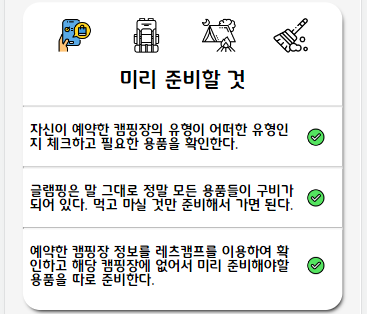 미리 준비할 것
자신이 예약한 캠핑장의 유형이 어떠한 유형인
지 체크하고 필요한 용품을 확인한다.
글램핑은 말 그대로 정말 모든 용품들이 구비가
되어 있다. 먹고 마실 것만 준비해서 가면 된다.
예약한 캠핑장 정보를 레츠캠프를 이용하여 확
인하고 해당 캠핑장에 없어서 미리 준비해야할
용품을 따로 준비한다.